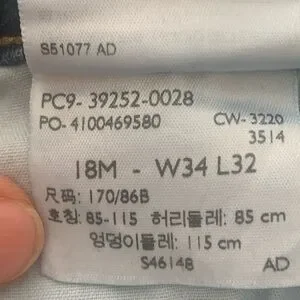 S51077 AD
PC9- 39252-0028
PO- 4100469580 CW- 3220
3514
18M - W34 L32
尺码: 170/86B
호칭: 85-115 허리둘레: 85 cm
엉덩이둘레: 115 cm
S4614B AD